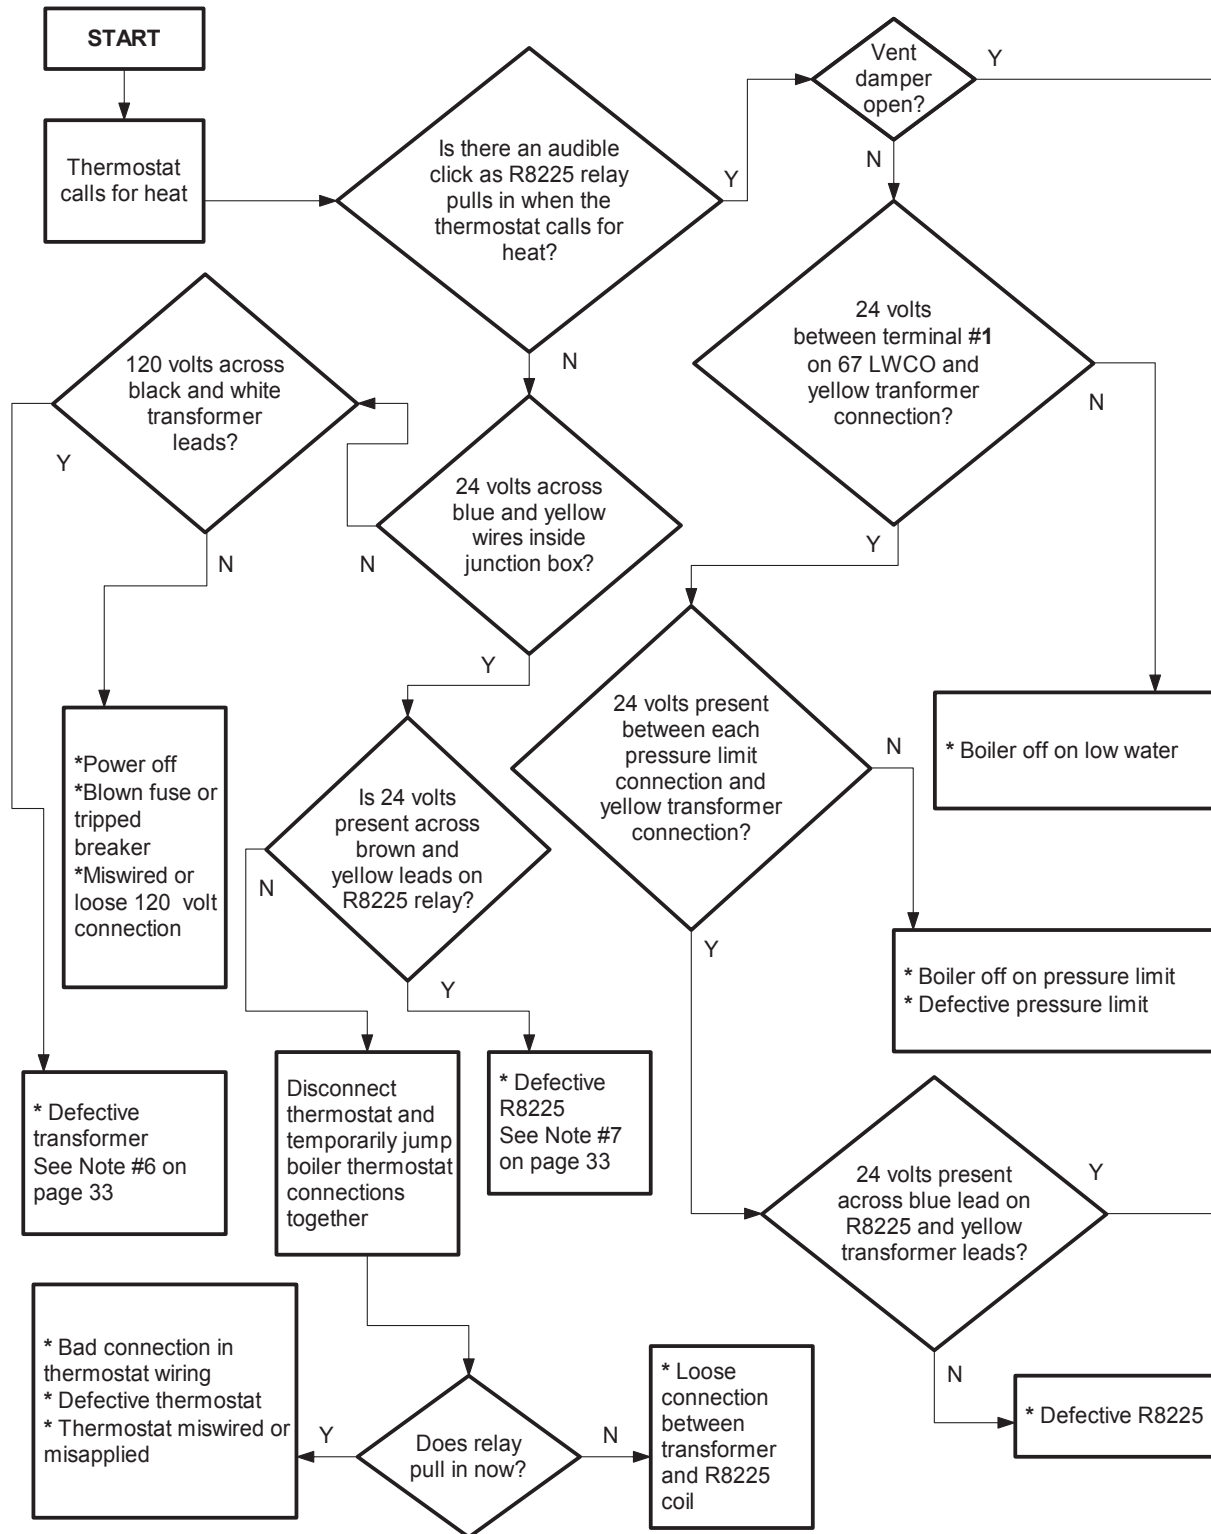 START
Thermostat
calls for heat
Is there an audible
click as R8225 relay
pulls in when the
thermostat calls for
heat?
Y
N
Vent
damper
open?
Y
N
24 volts
between terminal #1
on 67 LWCO and
yellow tranformer
connection?
N
Y
120 volts across
black and white
transformer
leads?
Y
N
24 volts across
blue and yellow
wires inside
junction box?
N
Y
*Power off
*Blown fuse or
tripped
breaker
*Miswired or
loose 120 volt
connection
Is 24 volts
present across
brown and
yellow leads on
R8225 relay?
N
Y
24 volts present
between each
pressure limit
connection and
yellow transformer
connection?
N
Y
* Boiler off on low water
* Boiler off on pressure limit
* Defective pressure limit
* Defective
transformer
See Note #6 on
page 33
Disconnect
thermostat and
temporarily jump
boiler thermostat
connections
together
* Defective
R8225
See Note #7
on page 33
24 volts present
across blue lead on
R8225 and yellow
transformer leads?
Y
N
* Bad connection in
thermostat wiring
* Defective thermostat
* Thermostat miswired or
misapplied
Y
Does relay
pull in now?
N
* Loose
connection
between
transformer
and R8225
coil
* Defective R8225